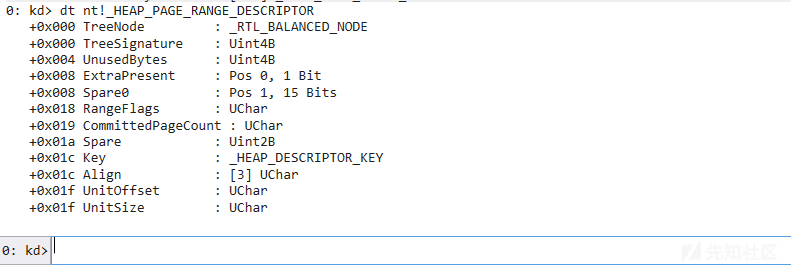 0: kd> dt nt!_HEAP_PAGE_RANGE_DESCRIPTOR
   +0x000 TreeNode         : _RTL_BALANCED_NODE
   +0x000 TreeSignature    : Uint4B
   +0x004 UnusedBytes      : Uint4B
   +0x008 ExtraPresent     : Pos 0, 1 Bit
   +0x008 Spare0           : Pos 1, 15 Bits
   +0x018 RangeFlags       : UChar
   +0x019 CommittedPageCount : UChar
   +0x01a Spare            : Uint2B
   +0x01c Key              : _HEAP_DESCRIPTOR_KEY
   +0x01c Align            : [3] UChar
   +0x01f UnitOffset       : UChar
   +0x01f UnitSize         : UChar
0: kd>
先知社区